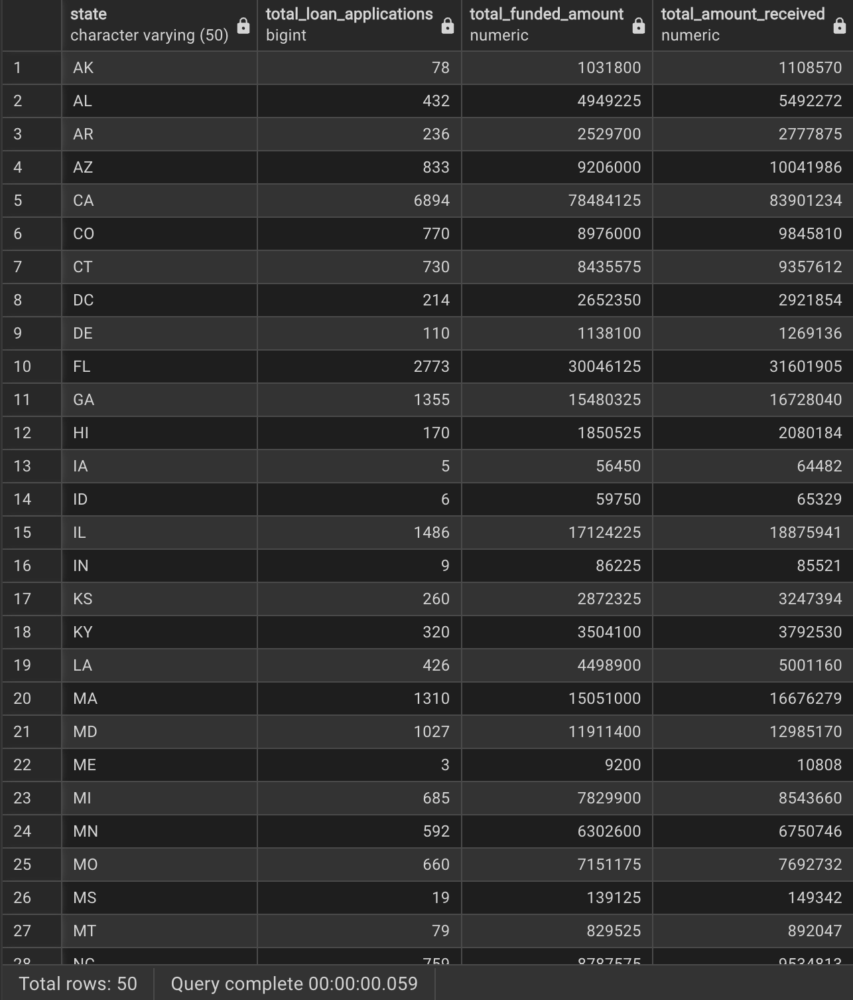 state total_loan_applications total_funded_amount total_amount_received
character varying (50) bigint numeric numeric
1 AK 78 1031800 1108570
2 AL 432 4949225 5492272
3 AR 236 2529700 2777875
4 AZ 833 9206000 10041986
5 CA 6894 78484125 83901234
6 CO 770 8976000 9845810
7 CT 730 8435575 9357612
8 DC 214 2652350 2921854
9 DE 110 1138100 1269136
10 FL 2773 30046125 31601905
11 GA 1355 15480325 16728040
12 HI 170 1850525 2080184
13 IA 5 56450 64482
14 ID 6 59750 65329
15 IL 1486 17124225 18875941
16 IN 9 86225 85521
17 KS 260 2872325 3247394
18 KY 320 3504100 3792530
19 LA 426 4498900 5001160
20 MA 1310 15051000 16676279
21 MD 1027 11911400 12985170
22 ME 3 9200 10808
23 MI 685 7829900 8543660
24 MN 592 6302600 6750746
25 MO 660 7151175 7692732
26 MS 19 139125 149342
27 MT 79 829525 892047
28 NC 759 8787575 9534813
Total rows: 50 Query complete 00:00:00.059